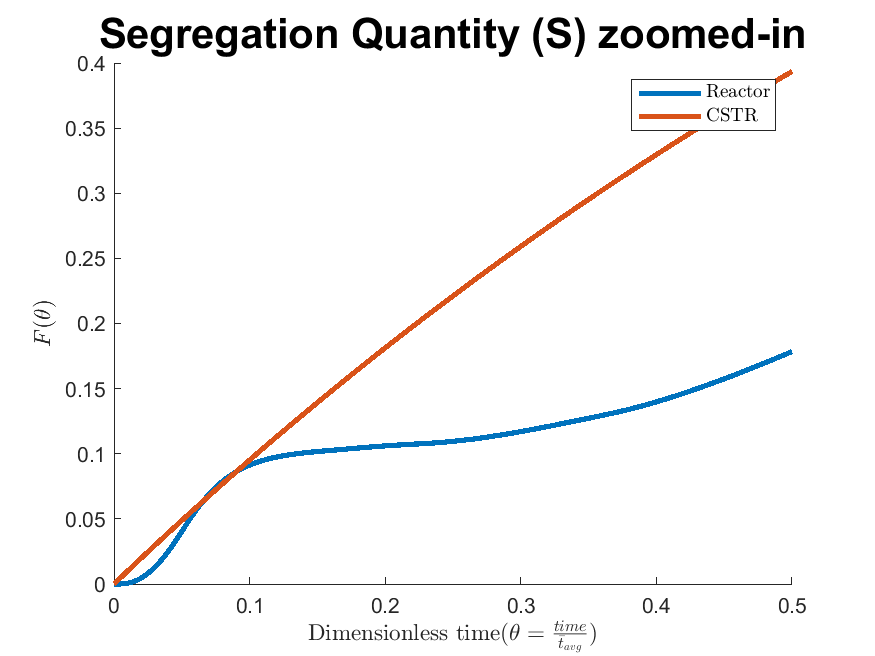 Segregation Quantity (S) zoomed-in
0.4
0.35
0.3
0.25
0.2
0.15
0.1
0.05
0
F(θ)
Reactor
CSTR
0 0.1 0.2 0.3 0.4 0.5
Dimensionless time(θ = time/t_avg)